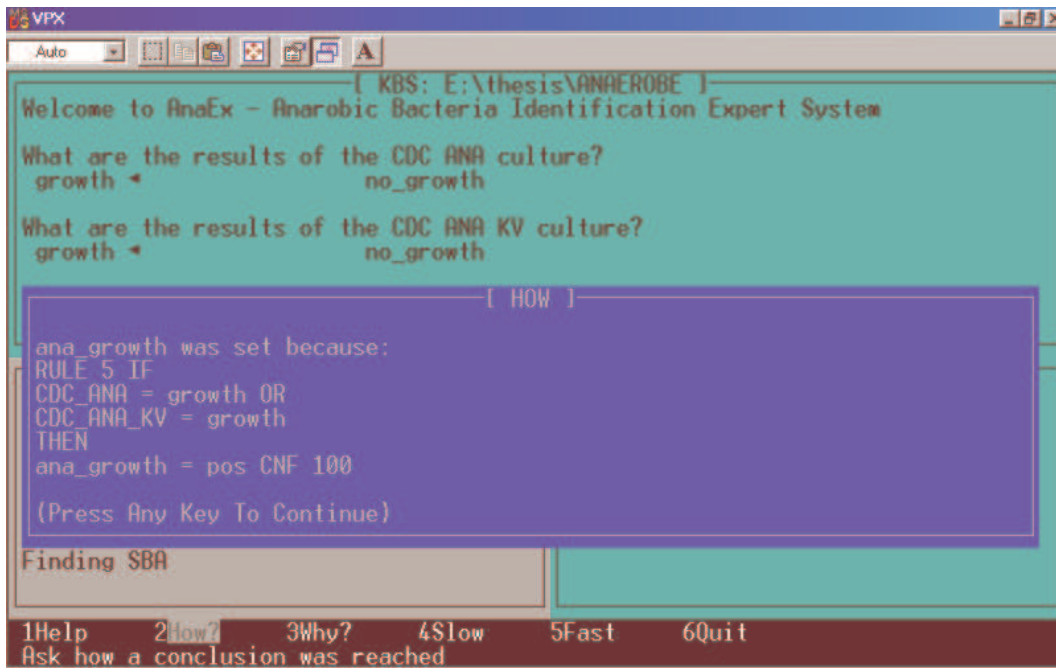 VPX
Auto
A
[ KBS: E:\thesis\ANAEROBE ]
Welcome to AnaEx - Anarobic Bacteria Identification Expert System
What are the results of the CDC ANA culture?
growth ◄ no_growth
What are the results of the CDC ANA KV culture?
growth ◄ no_growth
[ HOW ]
ana_growth was set because:
RULE 5 IF
CDC_ANA = growth OR
CDC_ANA_KV = growth
THEN
ana_growth = pos CNF 100
(Press Any Key To Continue)
Finding SBA
1Help 2How? 3Why? 4Slow 5Fast 6Quit
Ask how a conclusion was reached